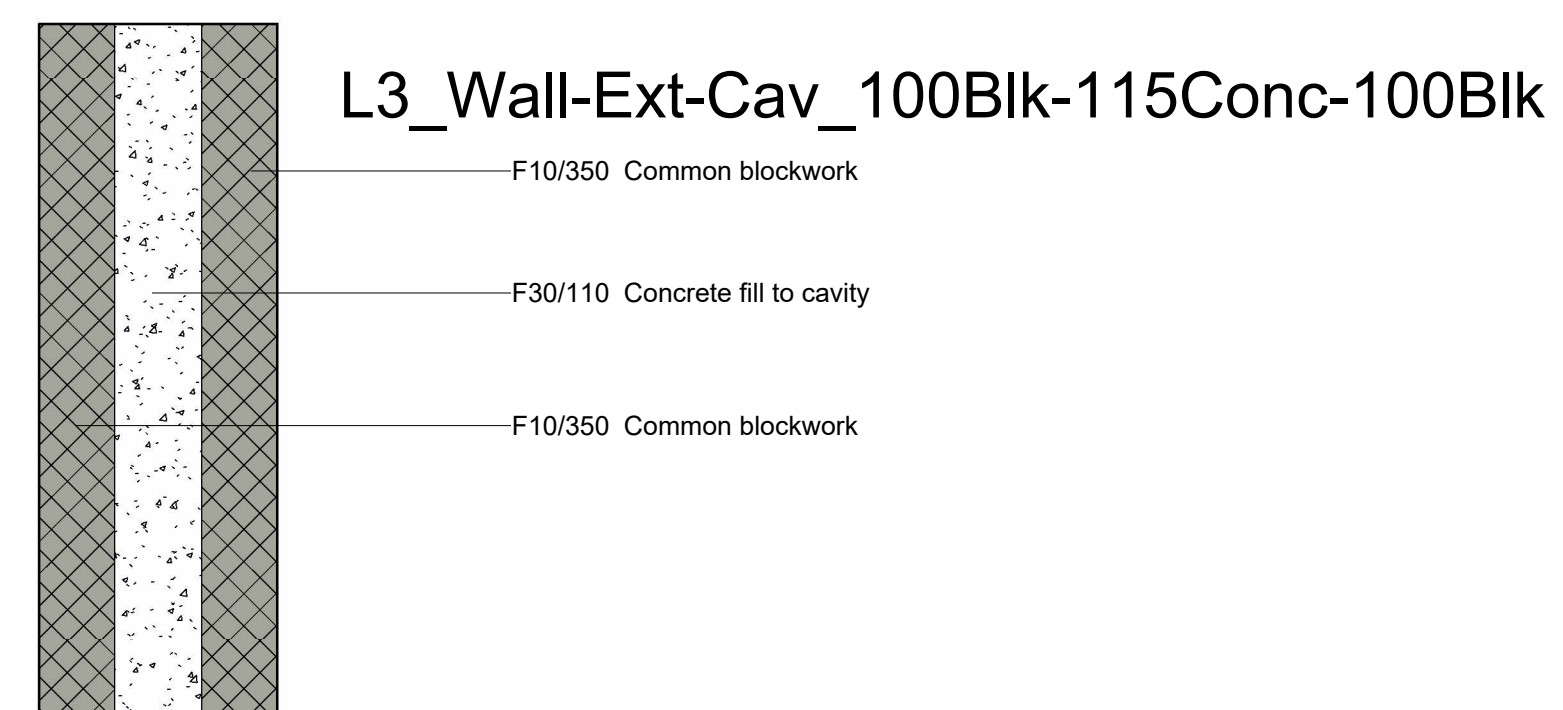 L3_Wall-Ext-Cav_100Blk-115Conc-100Blk
F10/350 Common blockwork
F30/110 Concrete fill to cavity
F10/350 Common blockwork